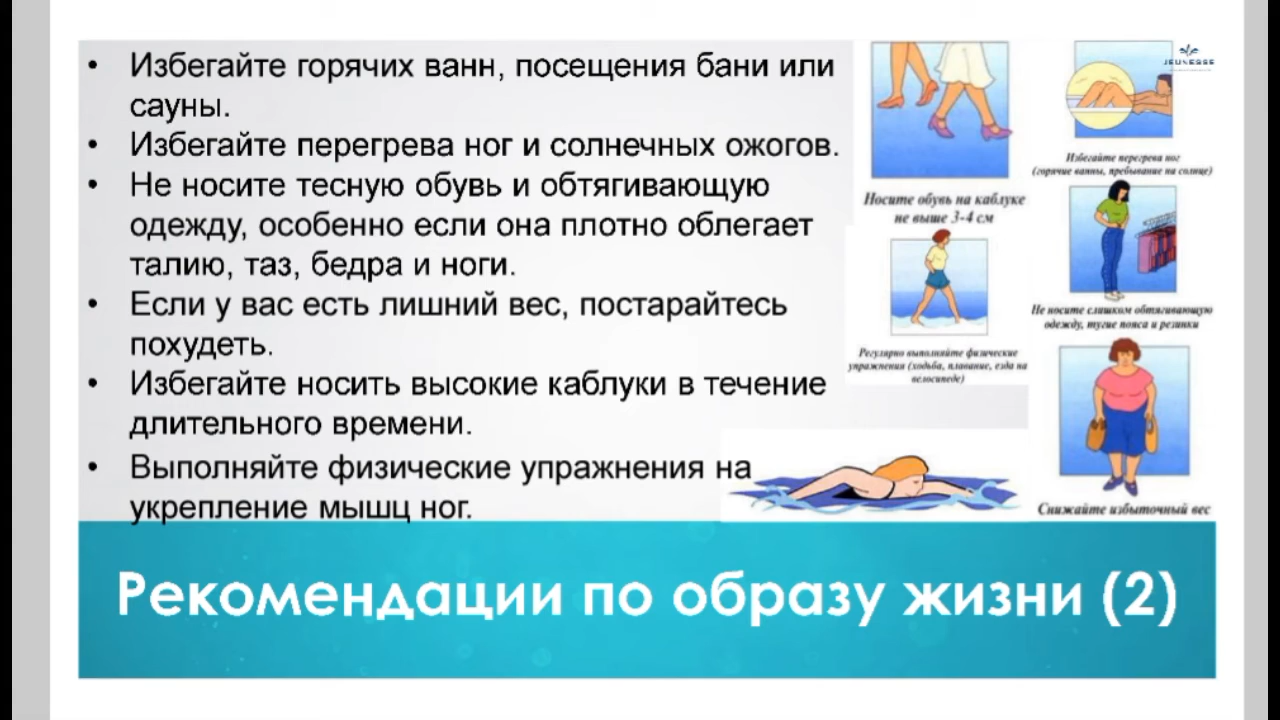 • Избегайте горячих ванн, посещения бани или
сауны.
• Избегайте перегрева ног и солнечных ожогов.
• Не носите тесную обувь и обтягивающую
одежду, особенно если она плотно облегает
талию, таз, бедра и ноги.
• Если у вас есть лишний вес, постарайтесь
похудеть.
• Избегайте носить высокие каблуки в течение
длительного времени.
• Выполняйте физические упражнения на
укрепление мышц ног.
Носите обувь на каблуке
не выше 3-4 см
Регулярно выполняйте физические
упражнения (ходьба, плавание, езда на
велосипеде)
JEUNESSE
Избегайте перегрева ног
(горячие ванны, пребывание на солнце)
Не носите слишком обтягивающую
одежду, тугие пояса и резинки
Снижайте избыточный вес
Рекомендации по образу жизни (2)